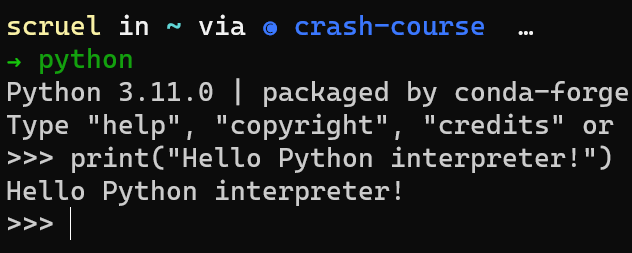 scruel in ~ via © crash-course …
→ python
Python 3.11.0 | packaged by conda-forge
Type "help", "copyright", "credits" or
>>> print("Hello Python interpreter!")
Hello Python interpreter!
>>>